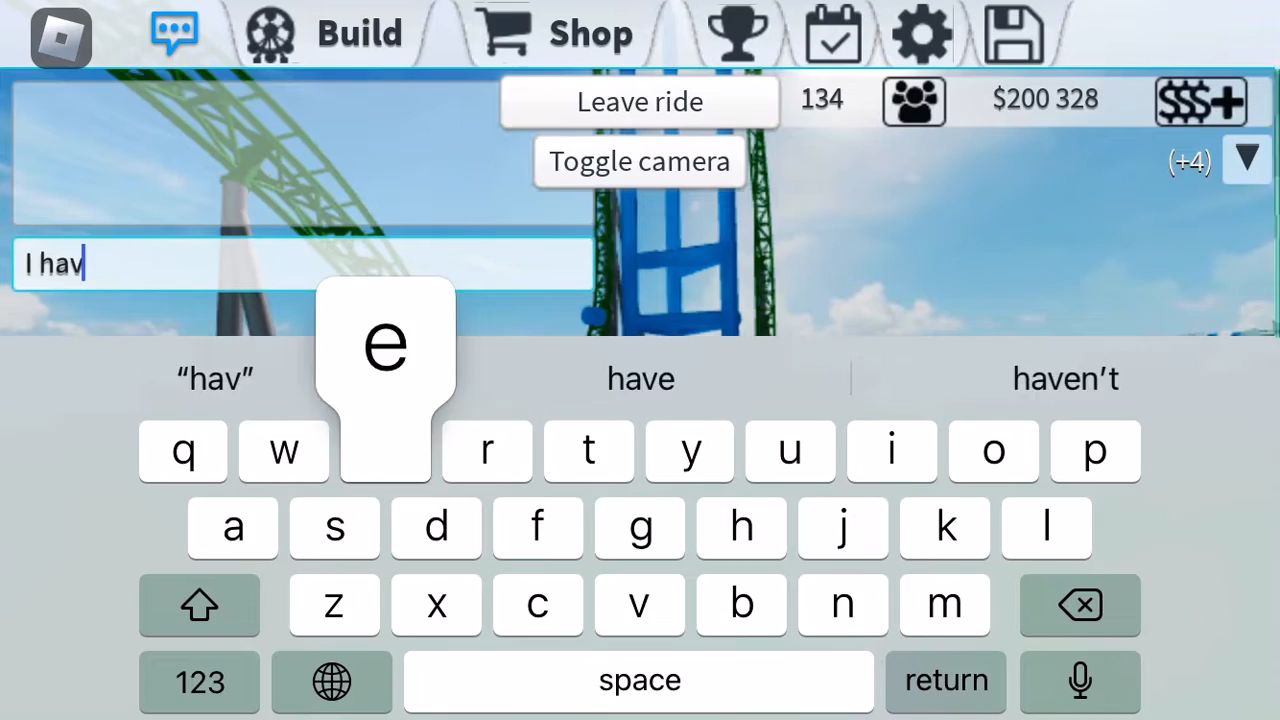 Build
Shop
Leave ride
134
$200 328
$$$+
Toggle camera
(+4)
I hav
e
“hav”
have
haven’t
q w r t y u i o p
a s d f g h j k l
z x c v b n m
123
space
return